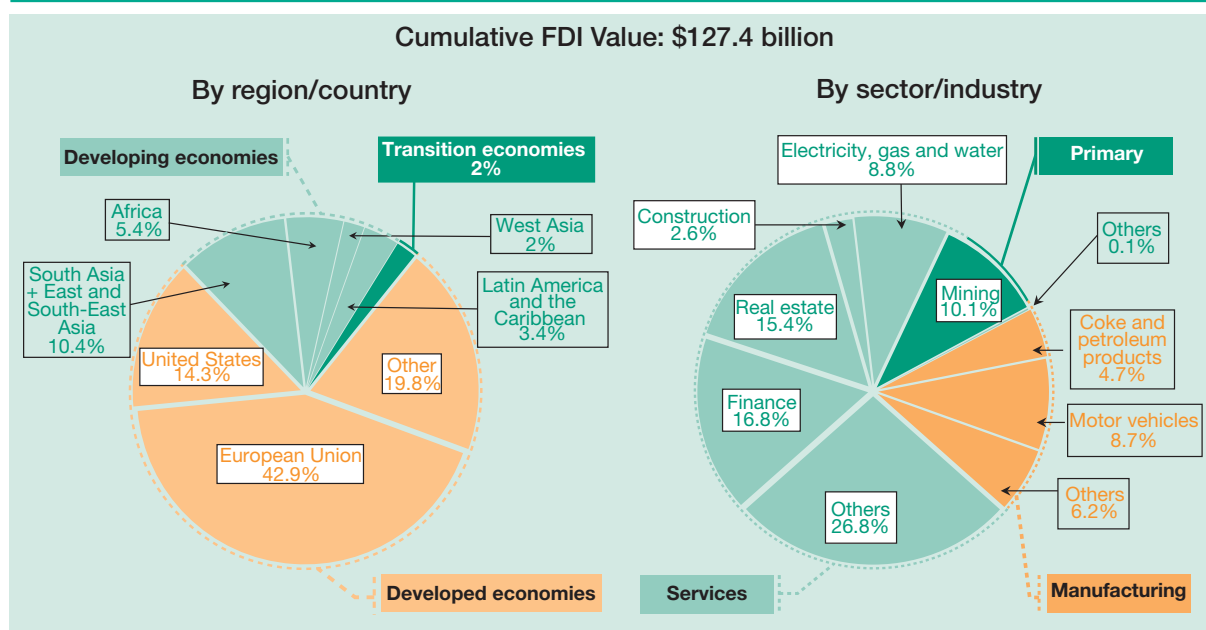 Cumulative FDI Value: $127.4 billion
By region/country
Developing economies
Transition economies
2%
Africa
5.4%
West Asia
2%
South Asia
+ East and
South-East
Asia
10.4%
Latin America
and the
Caribbean
3.4%
United States
14.3%
Other
19.8%
European Union
42.9%
Developed economies
By sector/industry
Electricity, gas and water
8.8%
Primary
Construction
2.6%
Others
0.1%
Mining
10.1%
Real estate
15.4%
Coke and
petroleum
products
4.7%
Finance
16.8%
Motor vehicles
8.7%
Others
6.2%
Others
26.8%
Services
Manufacturing